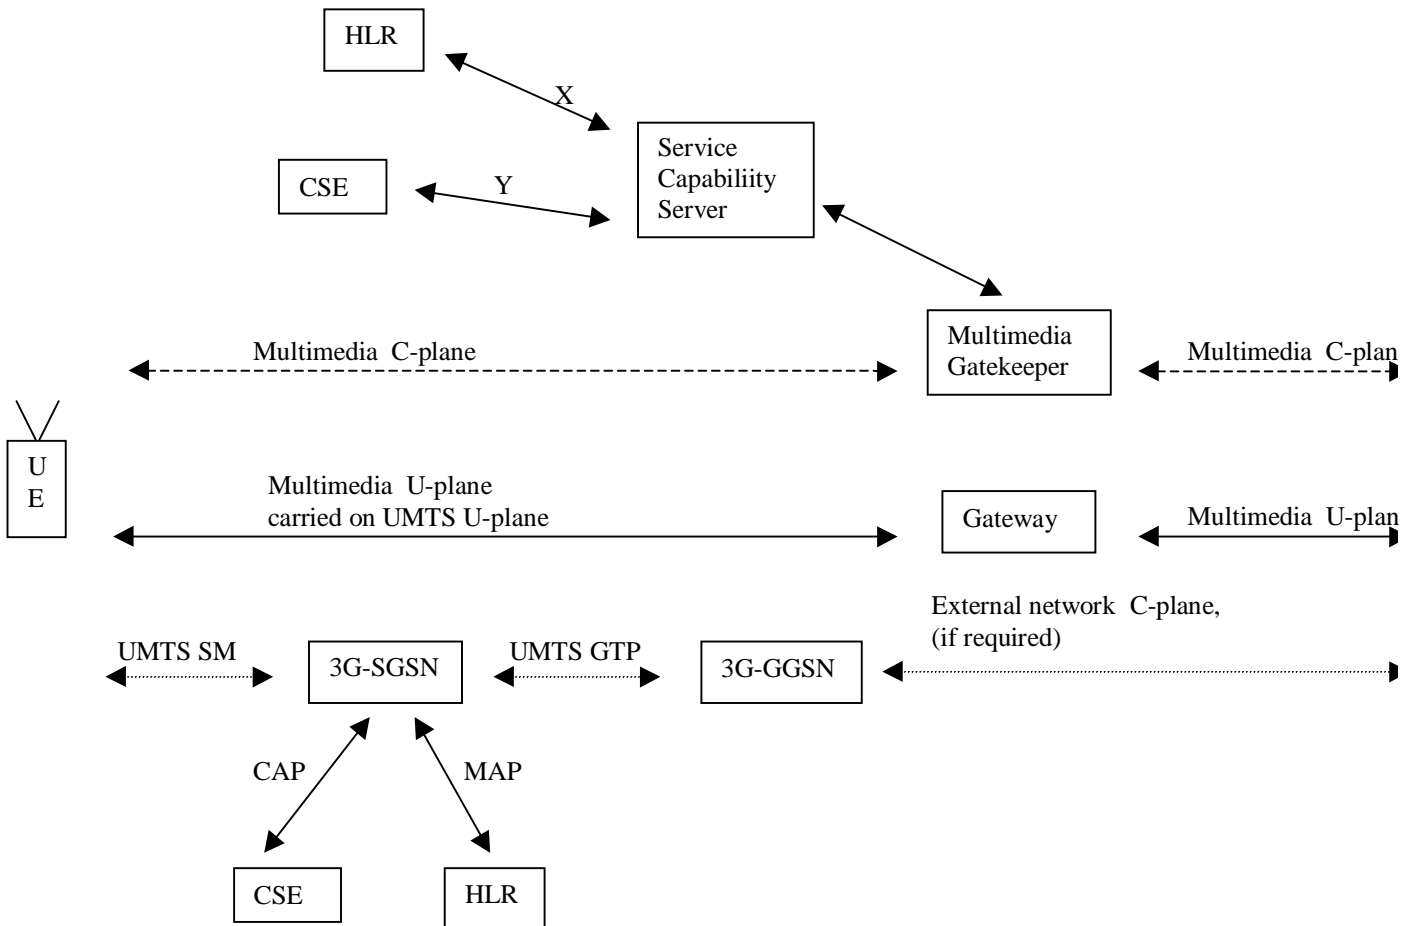 HLR
X
Service
Capabiliity
Server
CSE
Y
Multimedia
Gatekeeper
Multimedia C-plane
Multimedia C-plan
U
E
Multimedia U-plane
carried on UMTS U-plane
Gateway
Multimedia U-plan
External network C-plane,
(if required)
UMTS SM
3G-SGSN
UMTS GTP
3G-GGSN
CAP
MAP
CSE
HLR